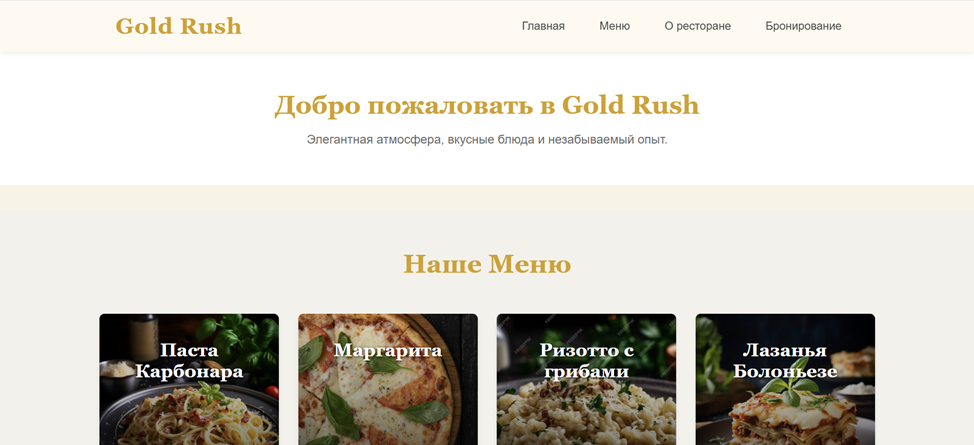 Gold Rush
Главная Меню О ресторане Бронирование
Добро пожаловать в Gold Rush
Элегантная атмосфера, вкусные блюда и незабываемый опыт.
Наше Меню
Паста
Карбонара
Маргарита
Ризотто с
грибами
Лазанья
Болоньезе